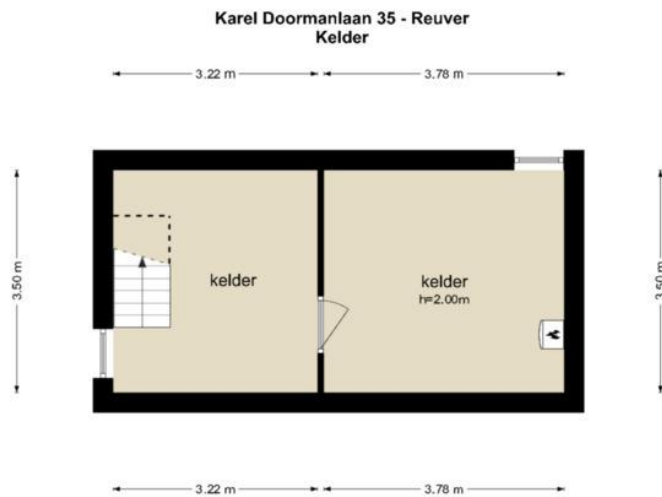 Karel Doormanlaan 35 - Reuver
Kelder
3.22 m
3.78 m
3.50 m
3.50 m
kelder
kelder
h=2.00m
3.22 m
3.78 m